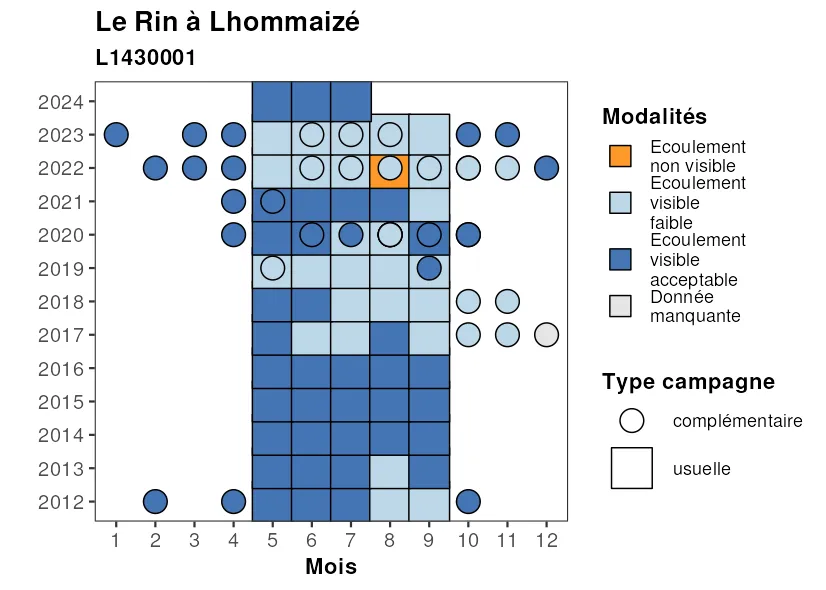 Le Rin à Lhommaizé
L1430001
2024
2023
2022
2021
2020
2019
2018
2017
2016
2015
2014
2013
2012
1 2 3 4 5 6 7 8 9 10 11 12
Mois
Modalités
Ecoulement
non visible
Ecoulement
visible
faible
Ecoulement
visible
acceptable
Donnée
manquante
Type campagne
complémentaire
usuelle